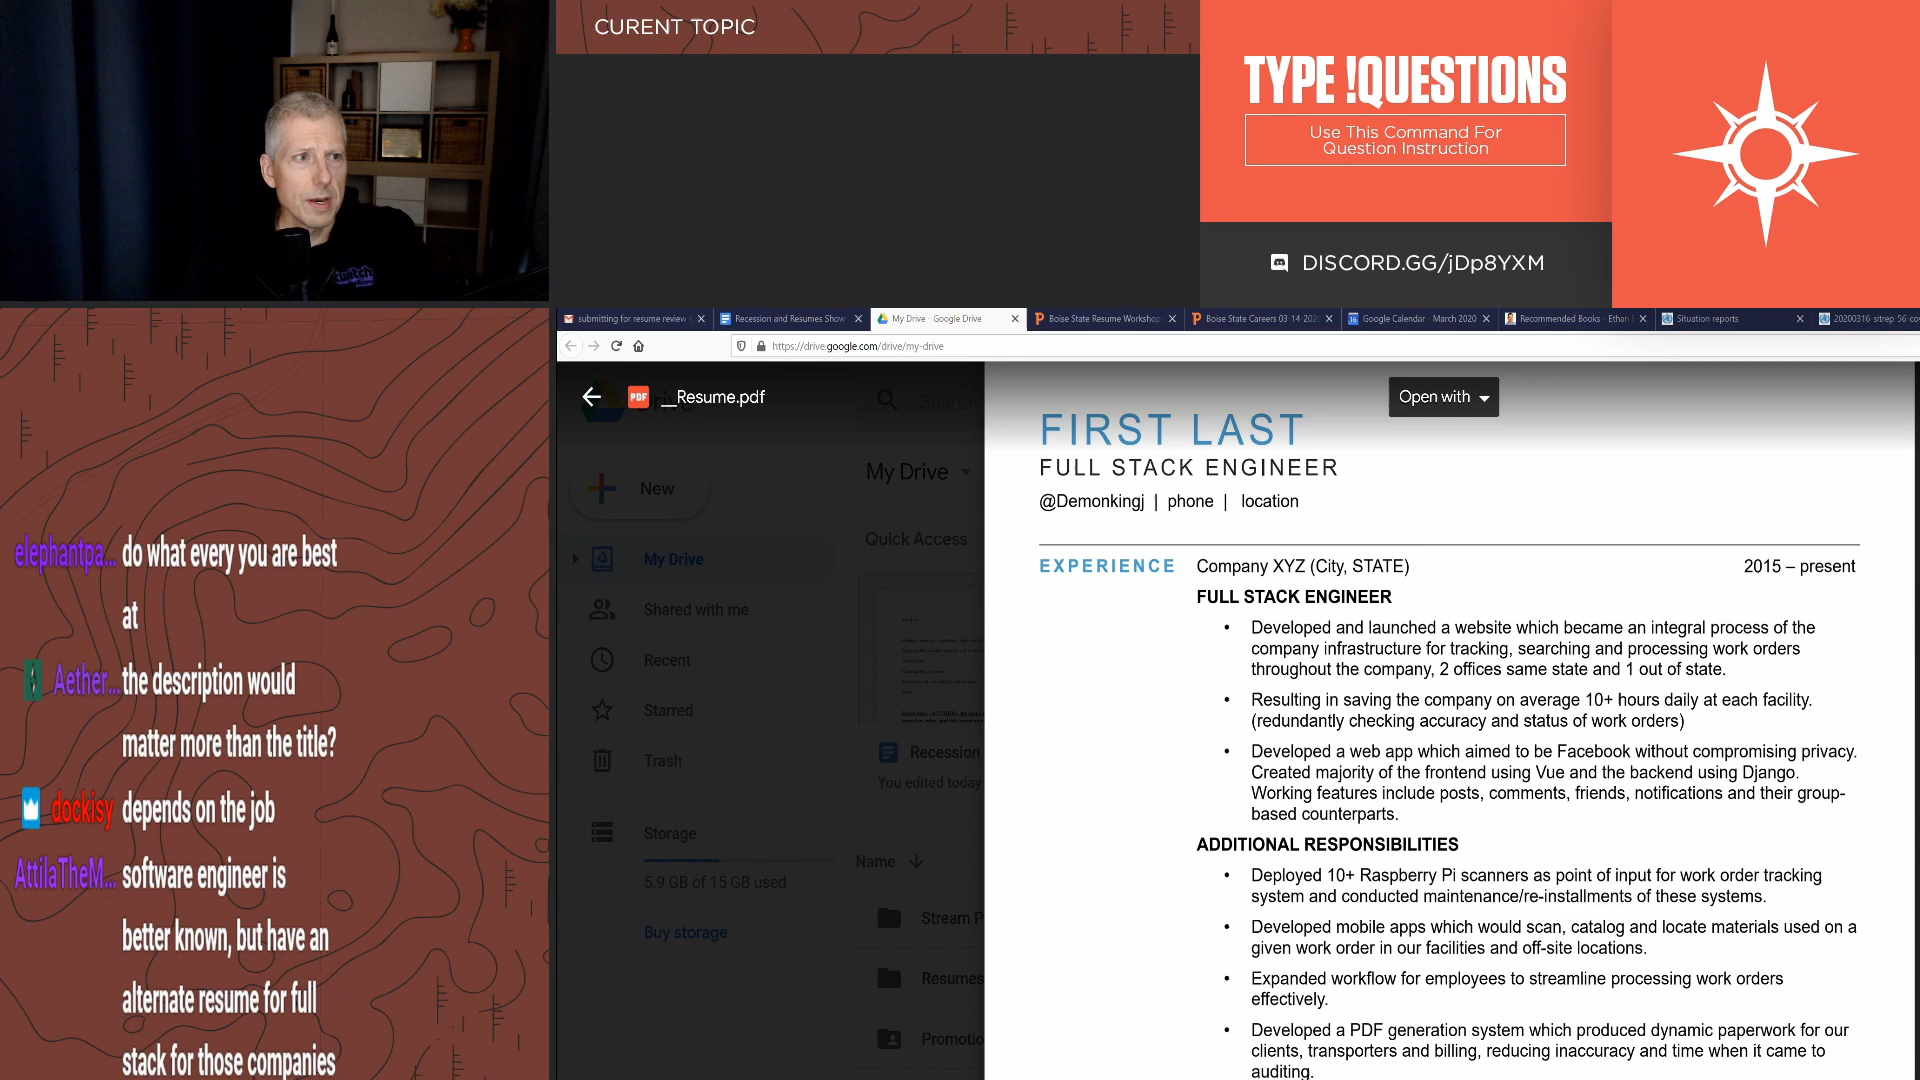 CURENT TOPIC
TYPE !QUESTIONS
Use This Command For
Question Instruction
DISCORD.GG/jDp8YXM
twitch
submitting for resume review
Recession and Resumes Show
My Drive - Google Drive
Boise State Resume Workshop
Boise State Careers 03-14-202
Google Calendar - March 2020
Recommended Books - Ethan
Situation reports
20200316-sitrep-56-co
https://drive.google.com/drive/my-drive
PDF __Resume.pdf
Search
Open with
New
My Drive
My Drive
Shared with me
Recent
Starred
Trash
Storage
5.9 GB of 15 GB used
Buy storage
Quick Access
Recession
You edited today
Name
Stream P
Resumes
Promotio
FIRST LAST
FULL STACK ENGINEER
@Demonkingj | phone | location
EXPERIENCE Company XYZ (City, STATE) 2015 – present
FULL STACK ENGINEER
• Developed and launched a website which became an integral process of the
company infrastructure for tracking, searching and processing work orders
throughout the company, 2 offices same state and 1 out of state.
• Resulting in saving the company on average 10+ hours daily at each facility.
(redundantly checking accuracy and status of work orders)
• Developed a web app which aimed to be Facebook without compromising privacy.
Created majority of the frontend using Vue and the backend using Django.
Working features include posts, comments, friends, notifications and their group-
based counterparts.
ADDITIONAL RESPONSIBILITIES
• Deployed 10+ Raspberry Pi scanners as point of input for work order tracking
system and conducted maintenance/re-installments of these systems.
• Developed mobile apps which would scan, catalog and locate materials used on a
given work order in our facilities and off-site locations.
• Expanded workflow for employees to streamline processing work orders
effectively.
• Developed a PDF generation system which produced dynamic paperwork for our
clients, transporters and billing, reducing inaccuracy and time when it came to
auditing.
elephantpa... do what every you are best
at
Aether... the description would
matter more than the title?
dockisy depends on the job
AttilaTheM... software engineer is
better known, but have an
alternate resume for full
stack for those companies